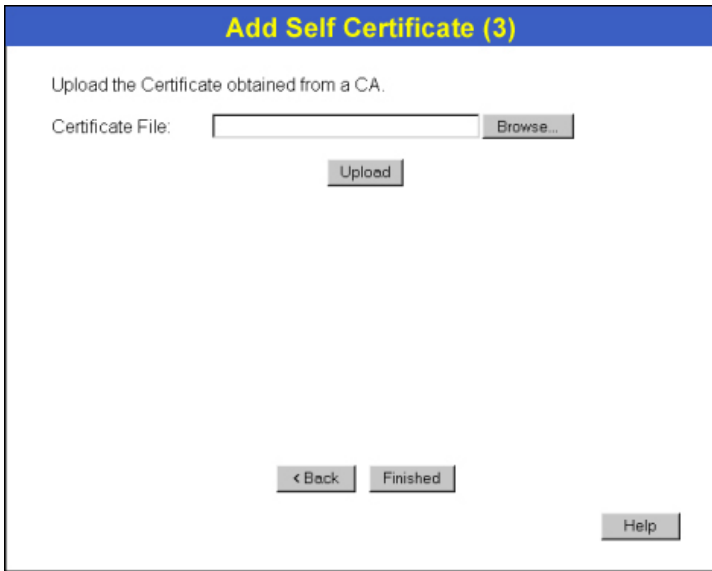 Add Self Certificate (3)
Upload the Certificate obtained from a CA.
Certificate File: Browse...
Upload
< Back Finished
Help